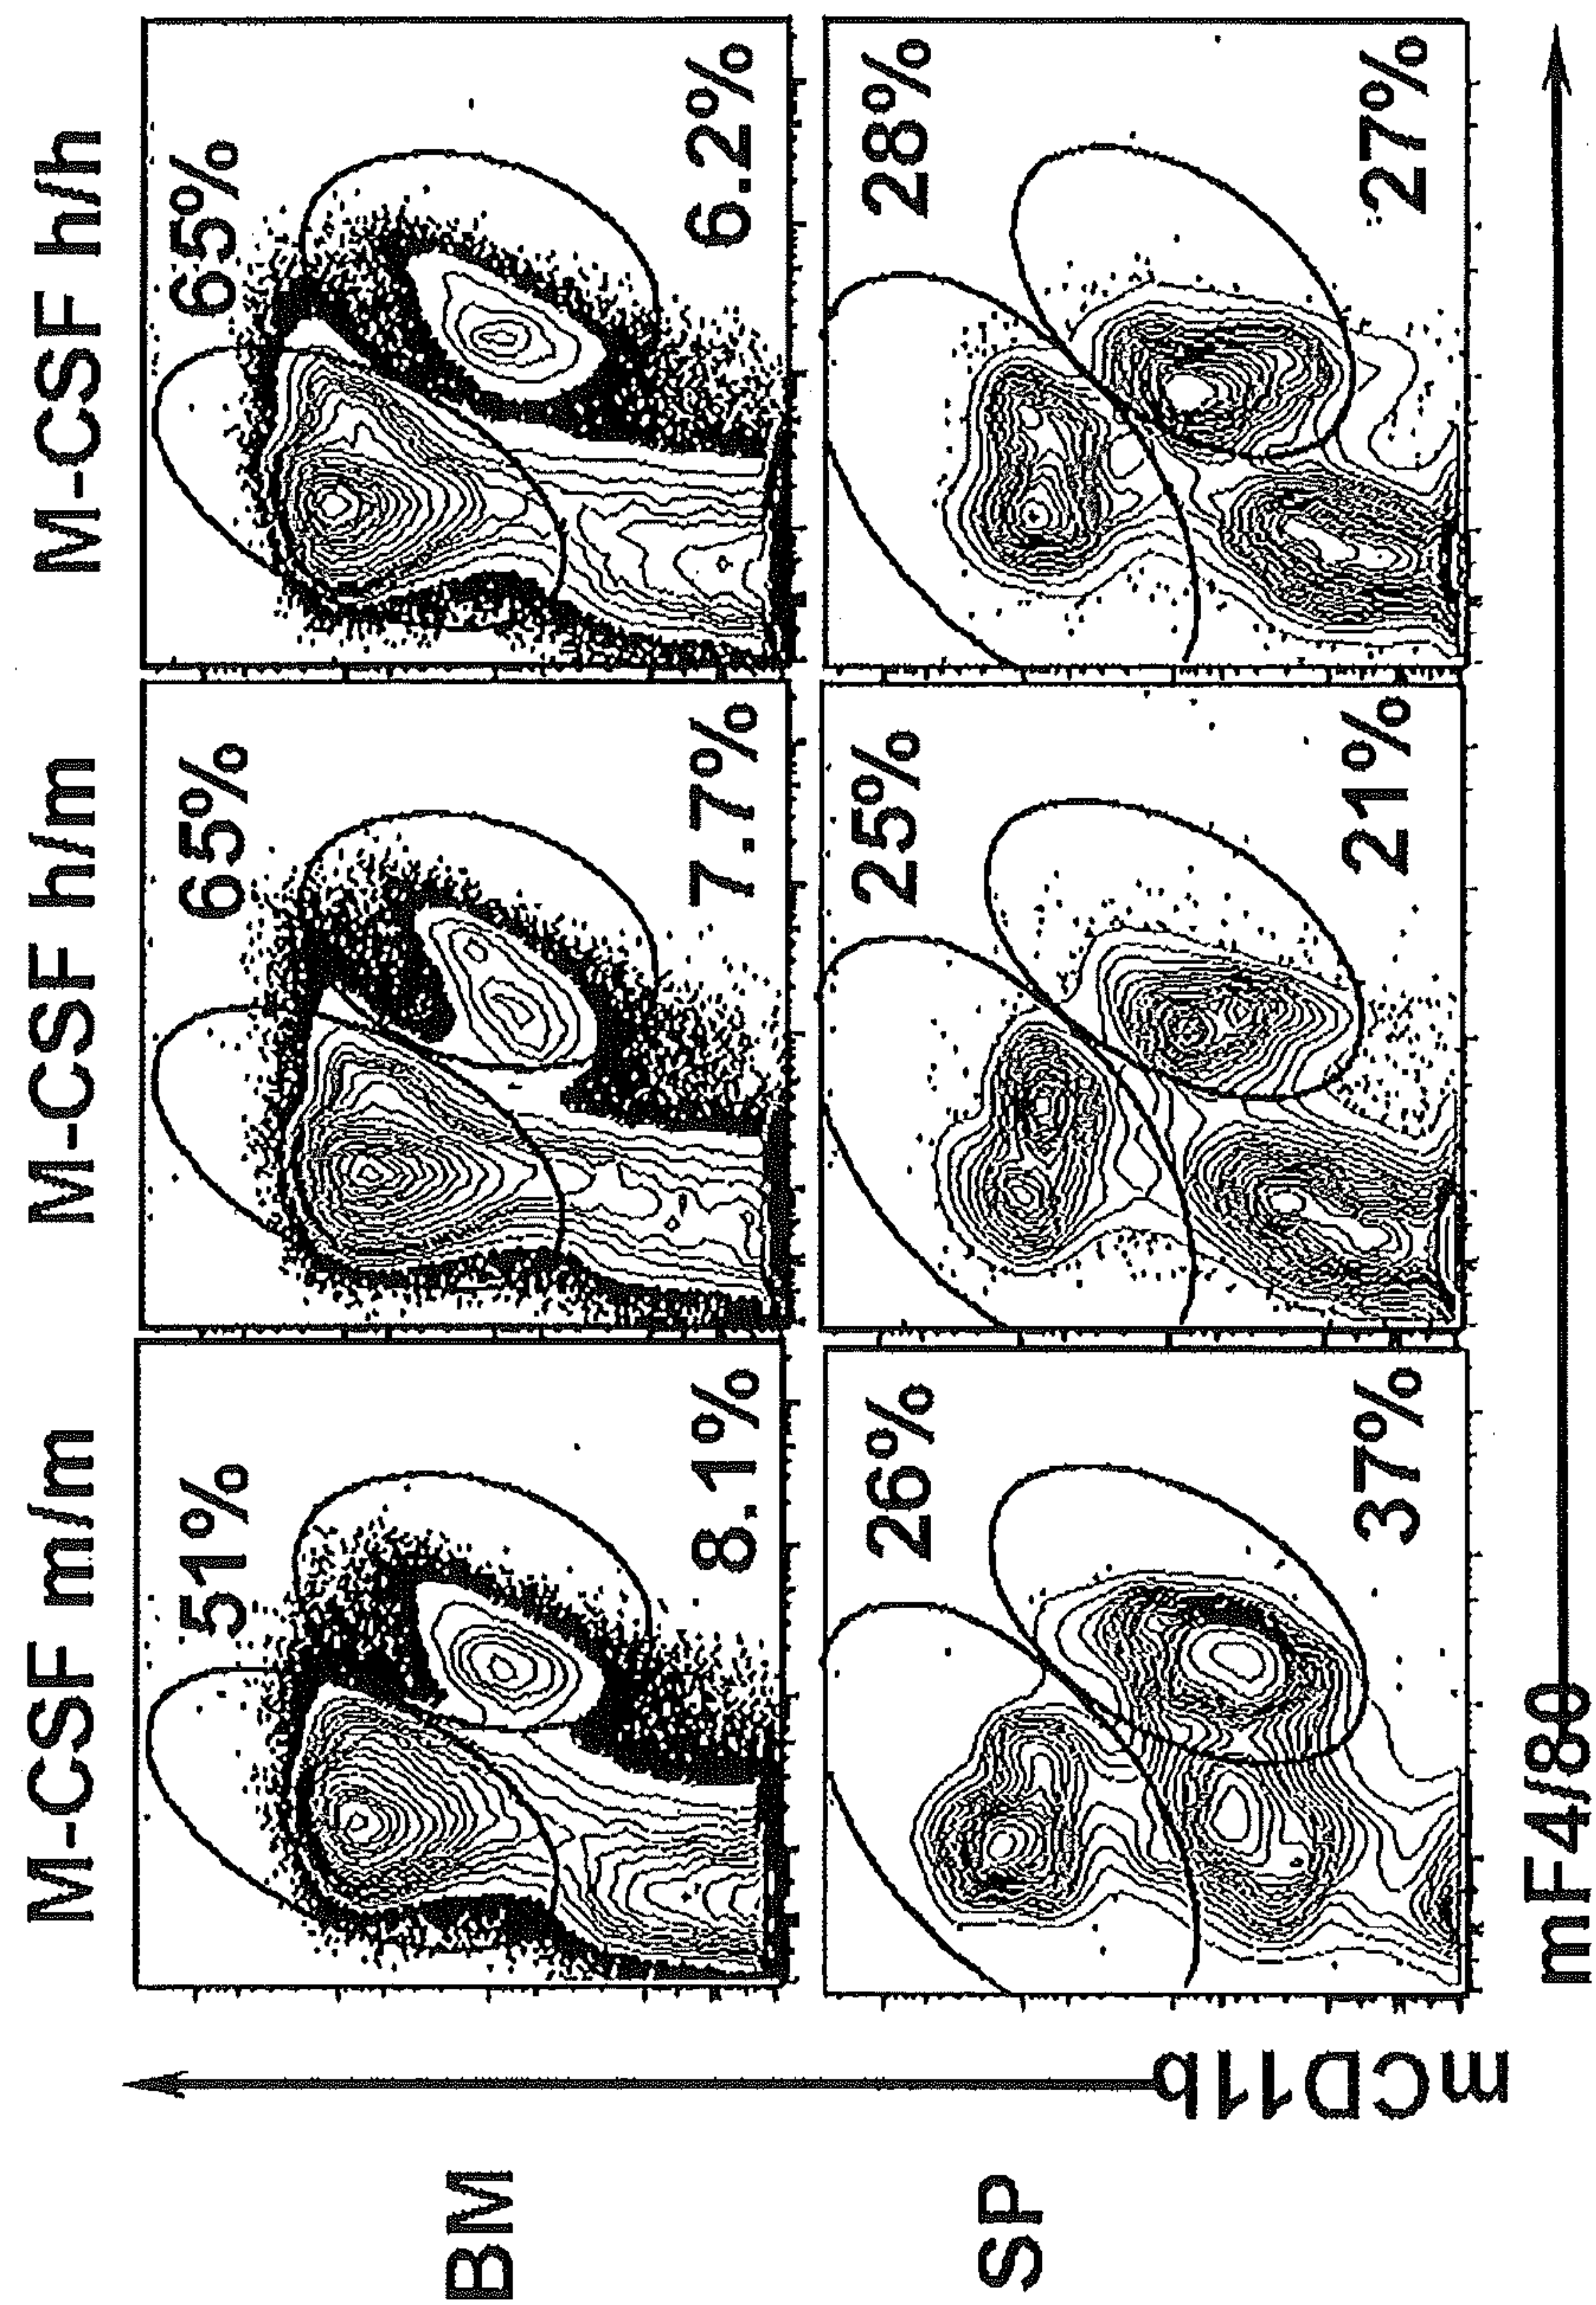 M-CSF m/m M-CSF h/m M-CSF h/h
BM
51% 65% 65%
8.1% 7.7% 6.2%
SP
26% 25% 28%
37% 21% 27%
mCD11b
mF4/80